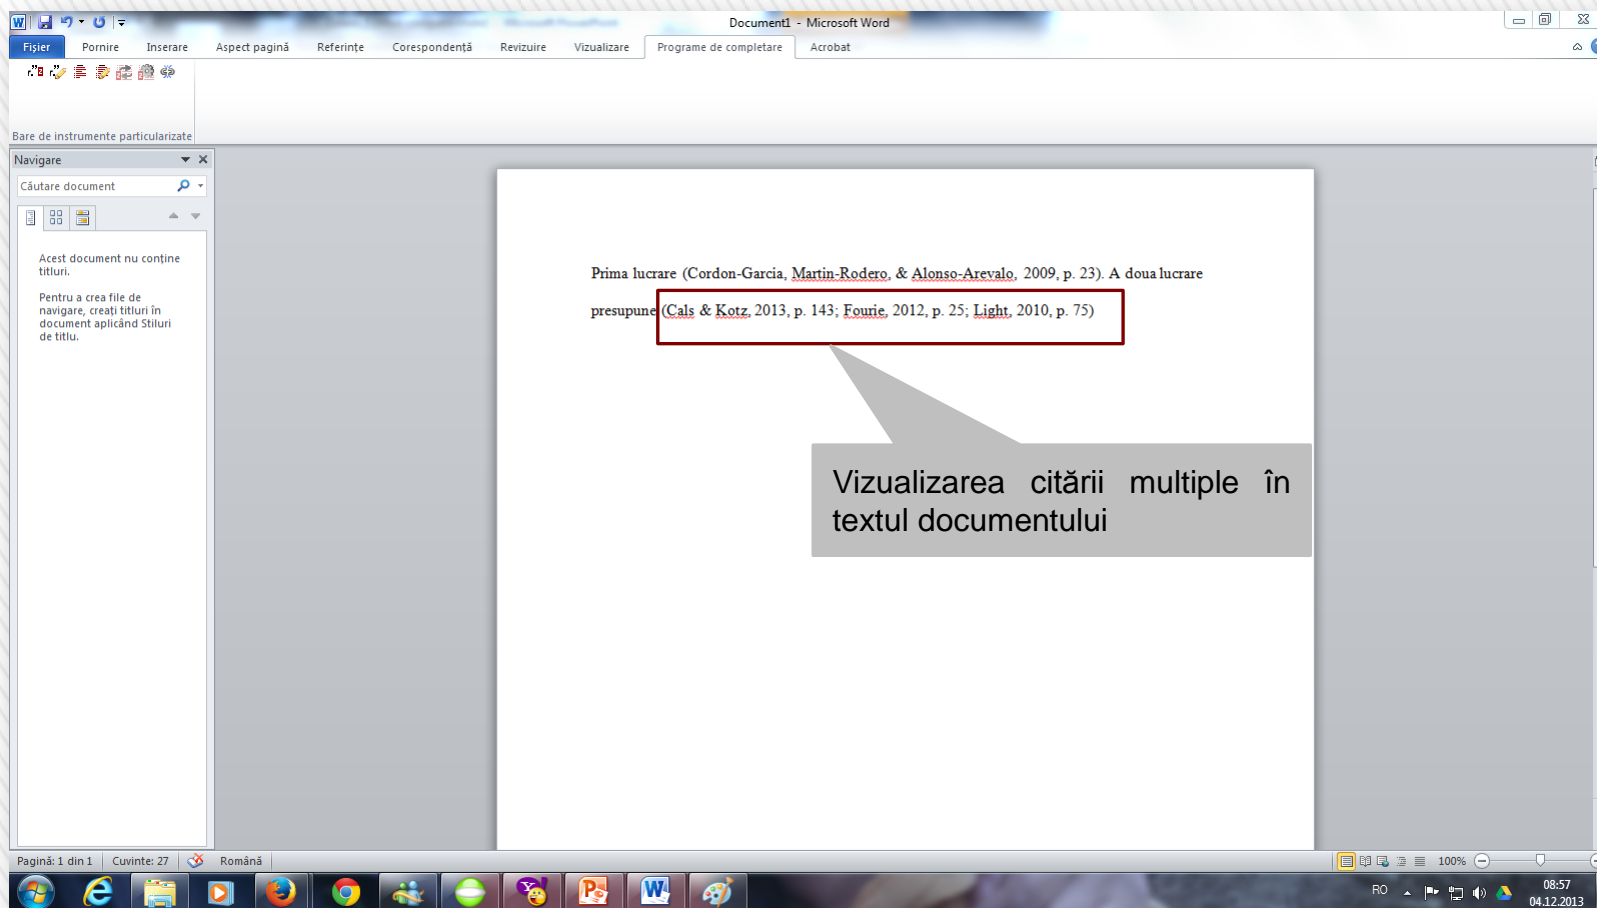 Document1 - Microsoft Word
Fișier Pornire Inserare Aspect pagină Referințe Corespondență Revizuire Vizualizare Programe de completare Acrobat
Bare de instrumente particularizate
Navigare
Căutare document
Acest document nu conține
titluri.
Pentru a crea file de
navigare, creați titluri în
document aplicând Stiluri
de titlu.
Prima lucrare (Cordon-Garcia, Martin-Rodero, & Alonso-Arevalo, 2009, p. 23). A doua lucrare
presupune (Cals & Kotz, 2013, p. 143; Fourie, 2012, p. 25; Light, 2010, p. 75)
Vizualizarea citării multiple în
textul documentului
Pagină: 1 din 1 Cuvinte: 27 Română 100%
RO 08:57
04.12.2013